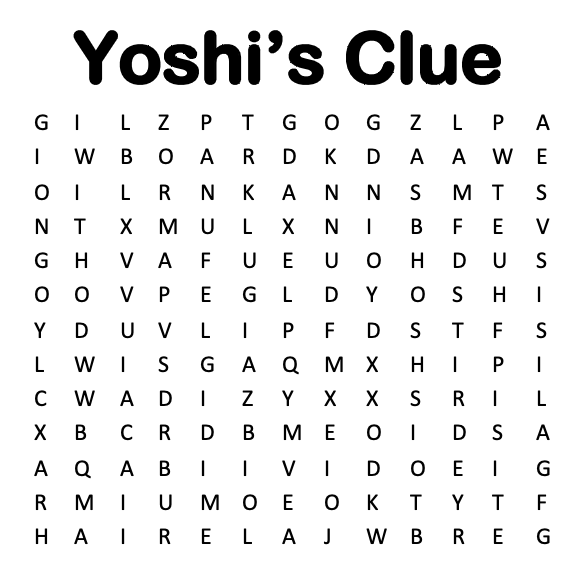 Yoshi's Clue
G I L Z P T G O G Z L P A
I W B O A R D K D A A W E
O I L R N K A N N S M T S
N T X M U L X N I B F E V
G H V A F U E U O H D U S
O O V P E G L D Y O S H I
Y D U V L I P F D S T F S
L W I S G A Q M X H I P I
C W A D I Z Y X X S R I L
X B C R D B M E O I D S A
A Q A B I I V I D O E I G
R M I U M O E O K T Y T F
H A I R E L A J W B R E G